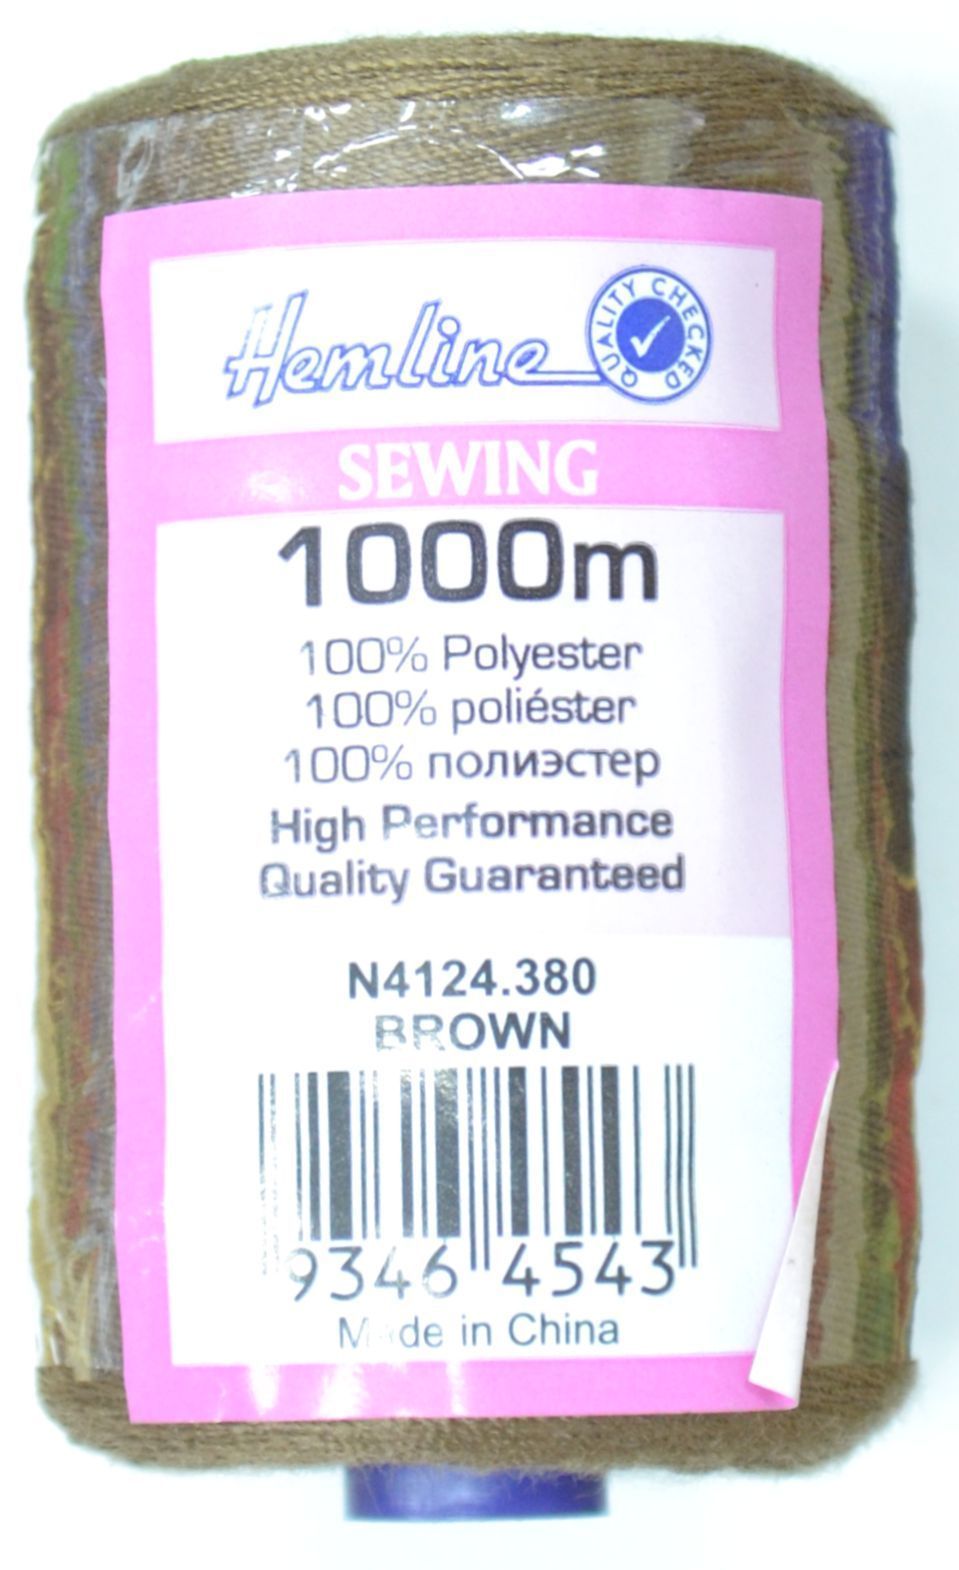 Hemline
QUALITY CHECKED
SEWING
1000m
100% Polyester
100% poliéster
100% полиэстер
High Performance
Quality Guaranteed
N4124.380
BROWN
9346 4543
Made in China